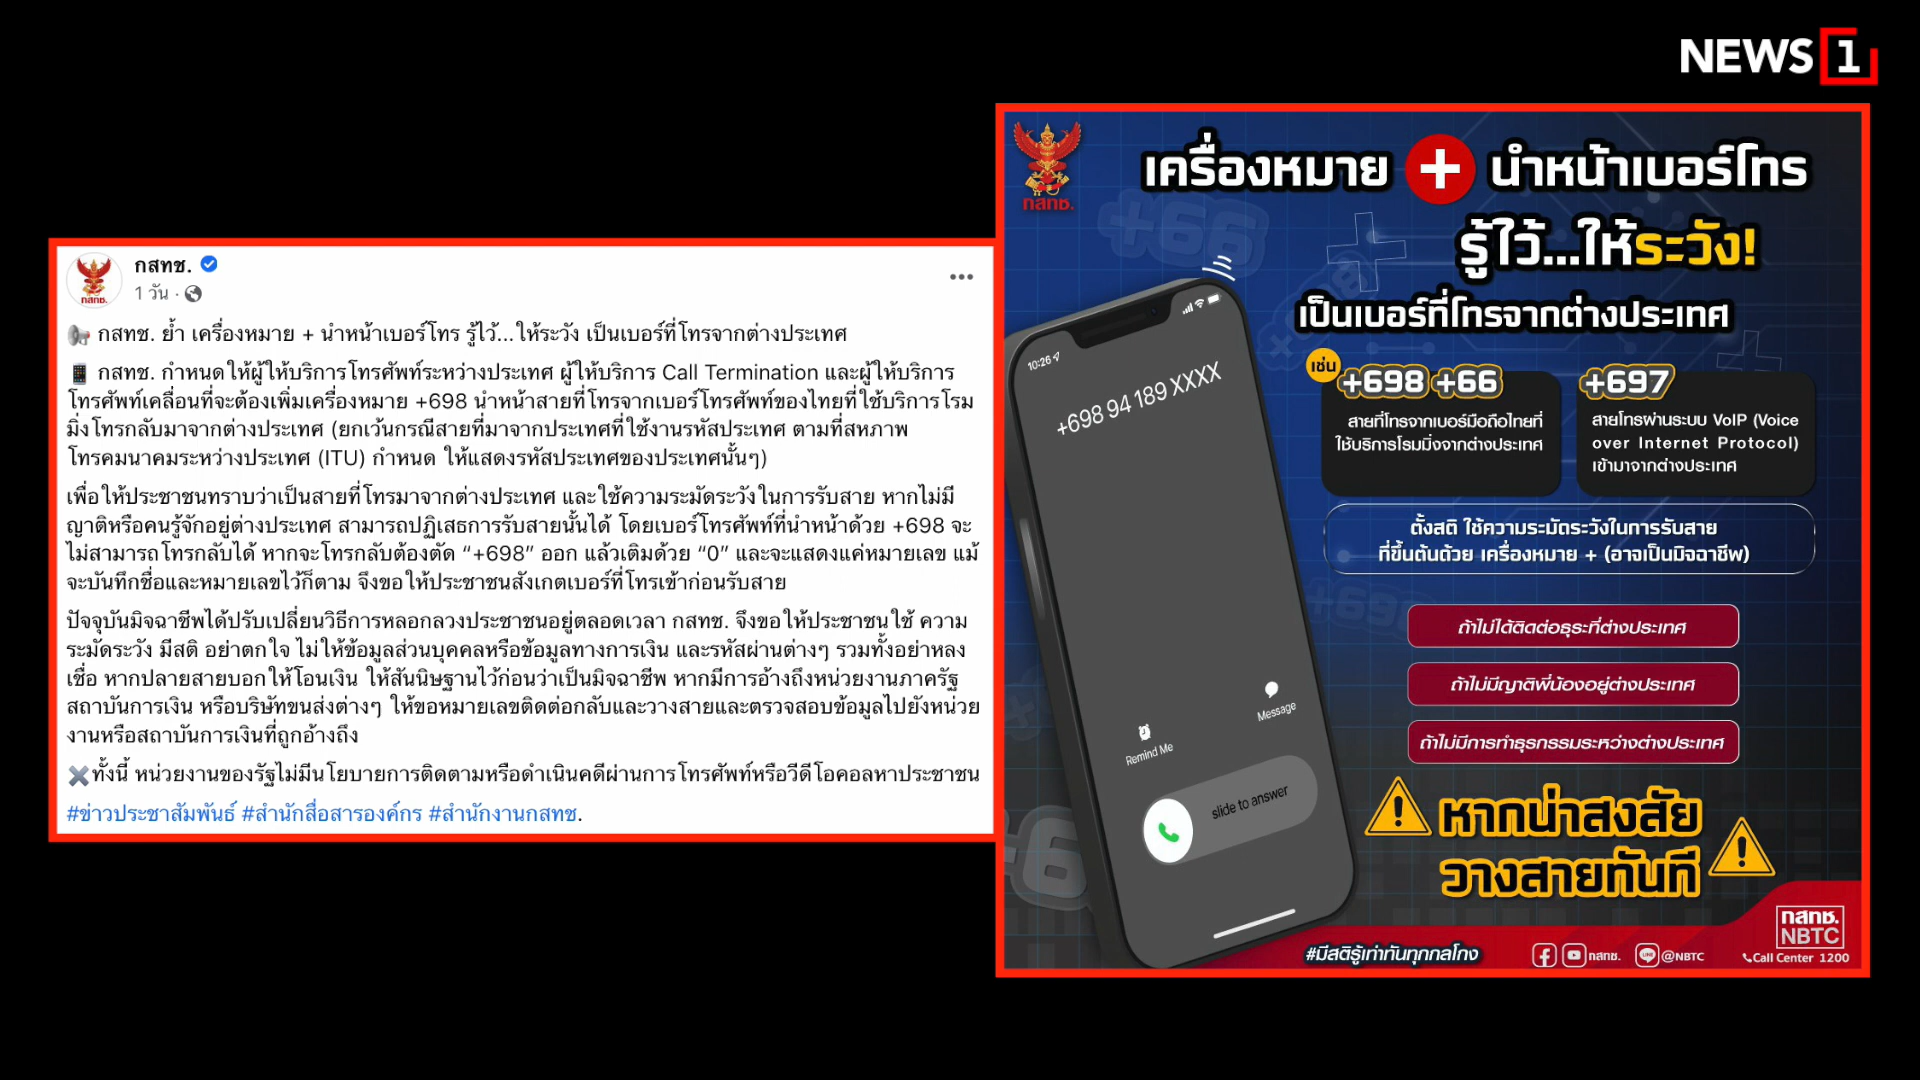 NEWS 1
กสทช.
1 วัน ·
กสทช. ย้ำ เครื่องหมาย + นำหน้าเบอร์โทร รู้ไว้...ให้ระวัง เป็นเบอร์ที่โทรจากต่างประเทศ
กสทช. กำหนดให้ผู้ให้บริการโทรศัพท์ระหว่างประเทศ ผู้ให้บริการ Call Termination และผู้ให้บริการ
โทรศัพท์เคลื่อนที่จะต้องเพิ่มเครื่องหมาย +698 นำหน้าสายที่โทรจากเบอร์โทรศัพท์ของไทยที่ใช้บริการโรม
มิ่งโทรกลับมาจากต่างประเทศ (ยกเว้นกรณีสายที่มาจากประเทศที่ใช้งานรหัสประเทศ ตามที่สหภาพ
โทรคมนาคมระหว่างประเทศ (ITU) กำหนด ให้แสดงรหัสประเทศของประเทศนั้นๆ)
เพื่อให้ประชาชนทราบว่าเป็นสายที่โทรมาจากต่างประเทศ และใช้ความระมัดระวังในการรับสาย หากไม่มี
ญาติหรือคนรู้จักอยู่ต่างประเทศ สามารถปฏิเสธการรับสายนั้นได้ โดยเบอร์โทรศัพท์ที่นำหน้าด้วย +698 จะ
ไม่สามารถโทรกลับได้ หากจะโทรกลับต้องตัด “+698” ออก แล้วเติมด้วย “0” และจะแสดงแค่หมายเลข แม้
จะบันทึกชื่อและหมายเลขไว้ก็ตาม จึงขอให้ประชาชนสังเกตเบอร์ที่โทรเข้าก่อนรับสาย
ปัจจุบันมิจฉาชีพได้ปรับเปลี่ยนวิธีการหลอกลวงประชาชนอยู่ตลอดเวลา กสทช. จึงขอให้ประชาชนใช้ ความ
ระมัดระวัง มีสติ อย่าตกใจ ไม่ให้ข้อมูลส่วนบุคคลหรือข้อมูลทางการเงิน และรหัสผ่านต่างๆ รวมทั้งอย่าหลง
เชื่อ หากปลายสายบอกให้โอนเงิน ให้สันนิษฐานไว้ก่อนว่าเป็นมิจฉาชีพ หากมีการอ้างถึงหน่วยงานภาครัฐ
สถาบันการเงิน หรือบริษัทขนส่งต่างๆ ให้ขอหมายเลขติดต่อกลับและวางสายและตรวจสอบข้อมูลไปยังหน่วย
งานหรือสถาบันการเงินที่ถูกอ้างถึง
ทั้งนี้ หน่วยงานของรัฐไม่มีนโยบายการติดตามหรือดำเนินคดีผ่านการโทรศัพท์หรือวีดีโอคอลหาประชาชน
#ข่าวประชาสัมพันธ์ #สำนักสื่อสารองค์กร #สำนักงานกสทช.
กสทช.
เครื่องหมาย + นำหน้าเบอร์โทร
รู้ไว้...ให้ระวัง!
เป็นเบอร์ที่โทรจากต่างประเทศ
เช่น +698 +66
สายที่โทรจากเบอร์มือถือไทยที่
ใช้บริการโรมมิ่งจากต่างประเทศ
+697
สายโทรผ่านระบบ VoIP (Voice
over Internet Protocol)
เข้ามาจากต่างประเทศ
ตั้งสติ ใช้ความระมัดระวังในการรับสาย
ที่ขึ้นต้นด้วย เครื่องหมาย + (อาจเป็นมิจฉาชีพ)
ถ้าไม่ได้ติดต่อธุระที่ต่างประเทศ
ถ้าไม่มีญาติพี่น้องอยู่ต่างประเทศ
ถ้าไม่มีการทำธุรกรรมระหว่างต่างประเทศ
หากน่าสงสัย
วางสายทันที
10:26
+698 94 189 XXXX
Remind Me
Message
slide to answer
#มีสติรู้เท่าทันทุกกลโกง
กสทช.
@NBTC
กสทช.
NBTC
Call Center 1200